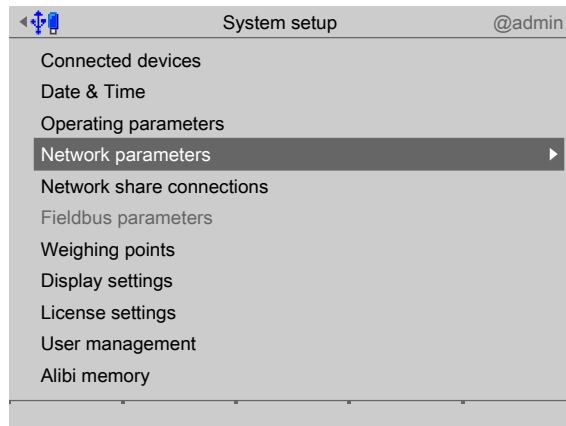 System setup @admin
Connected devices
Date & Time
Operating parameters
Network parameters
Network share connections
Fieldbus parameters
Weighing points
Display settings
License settings
User management
Alibi memory